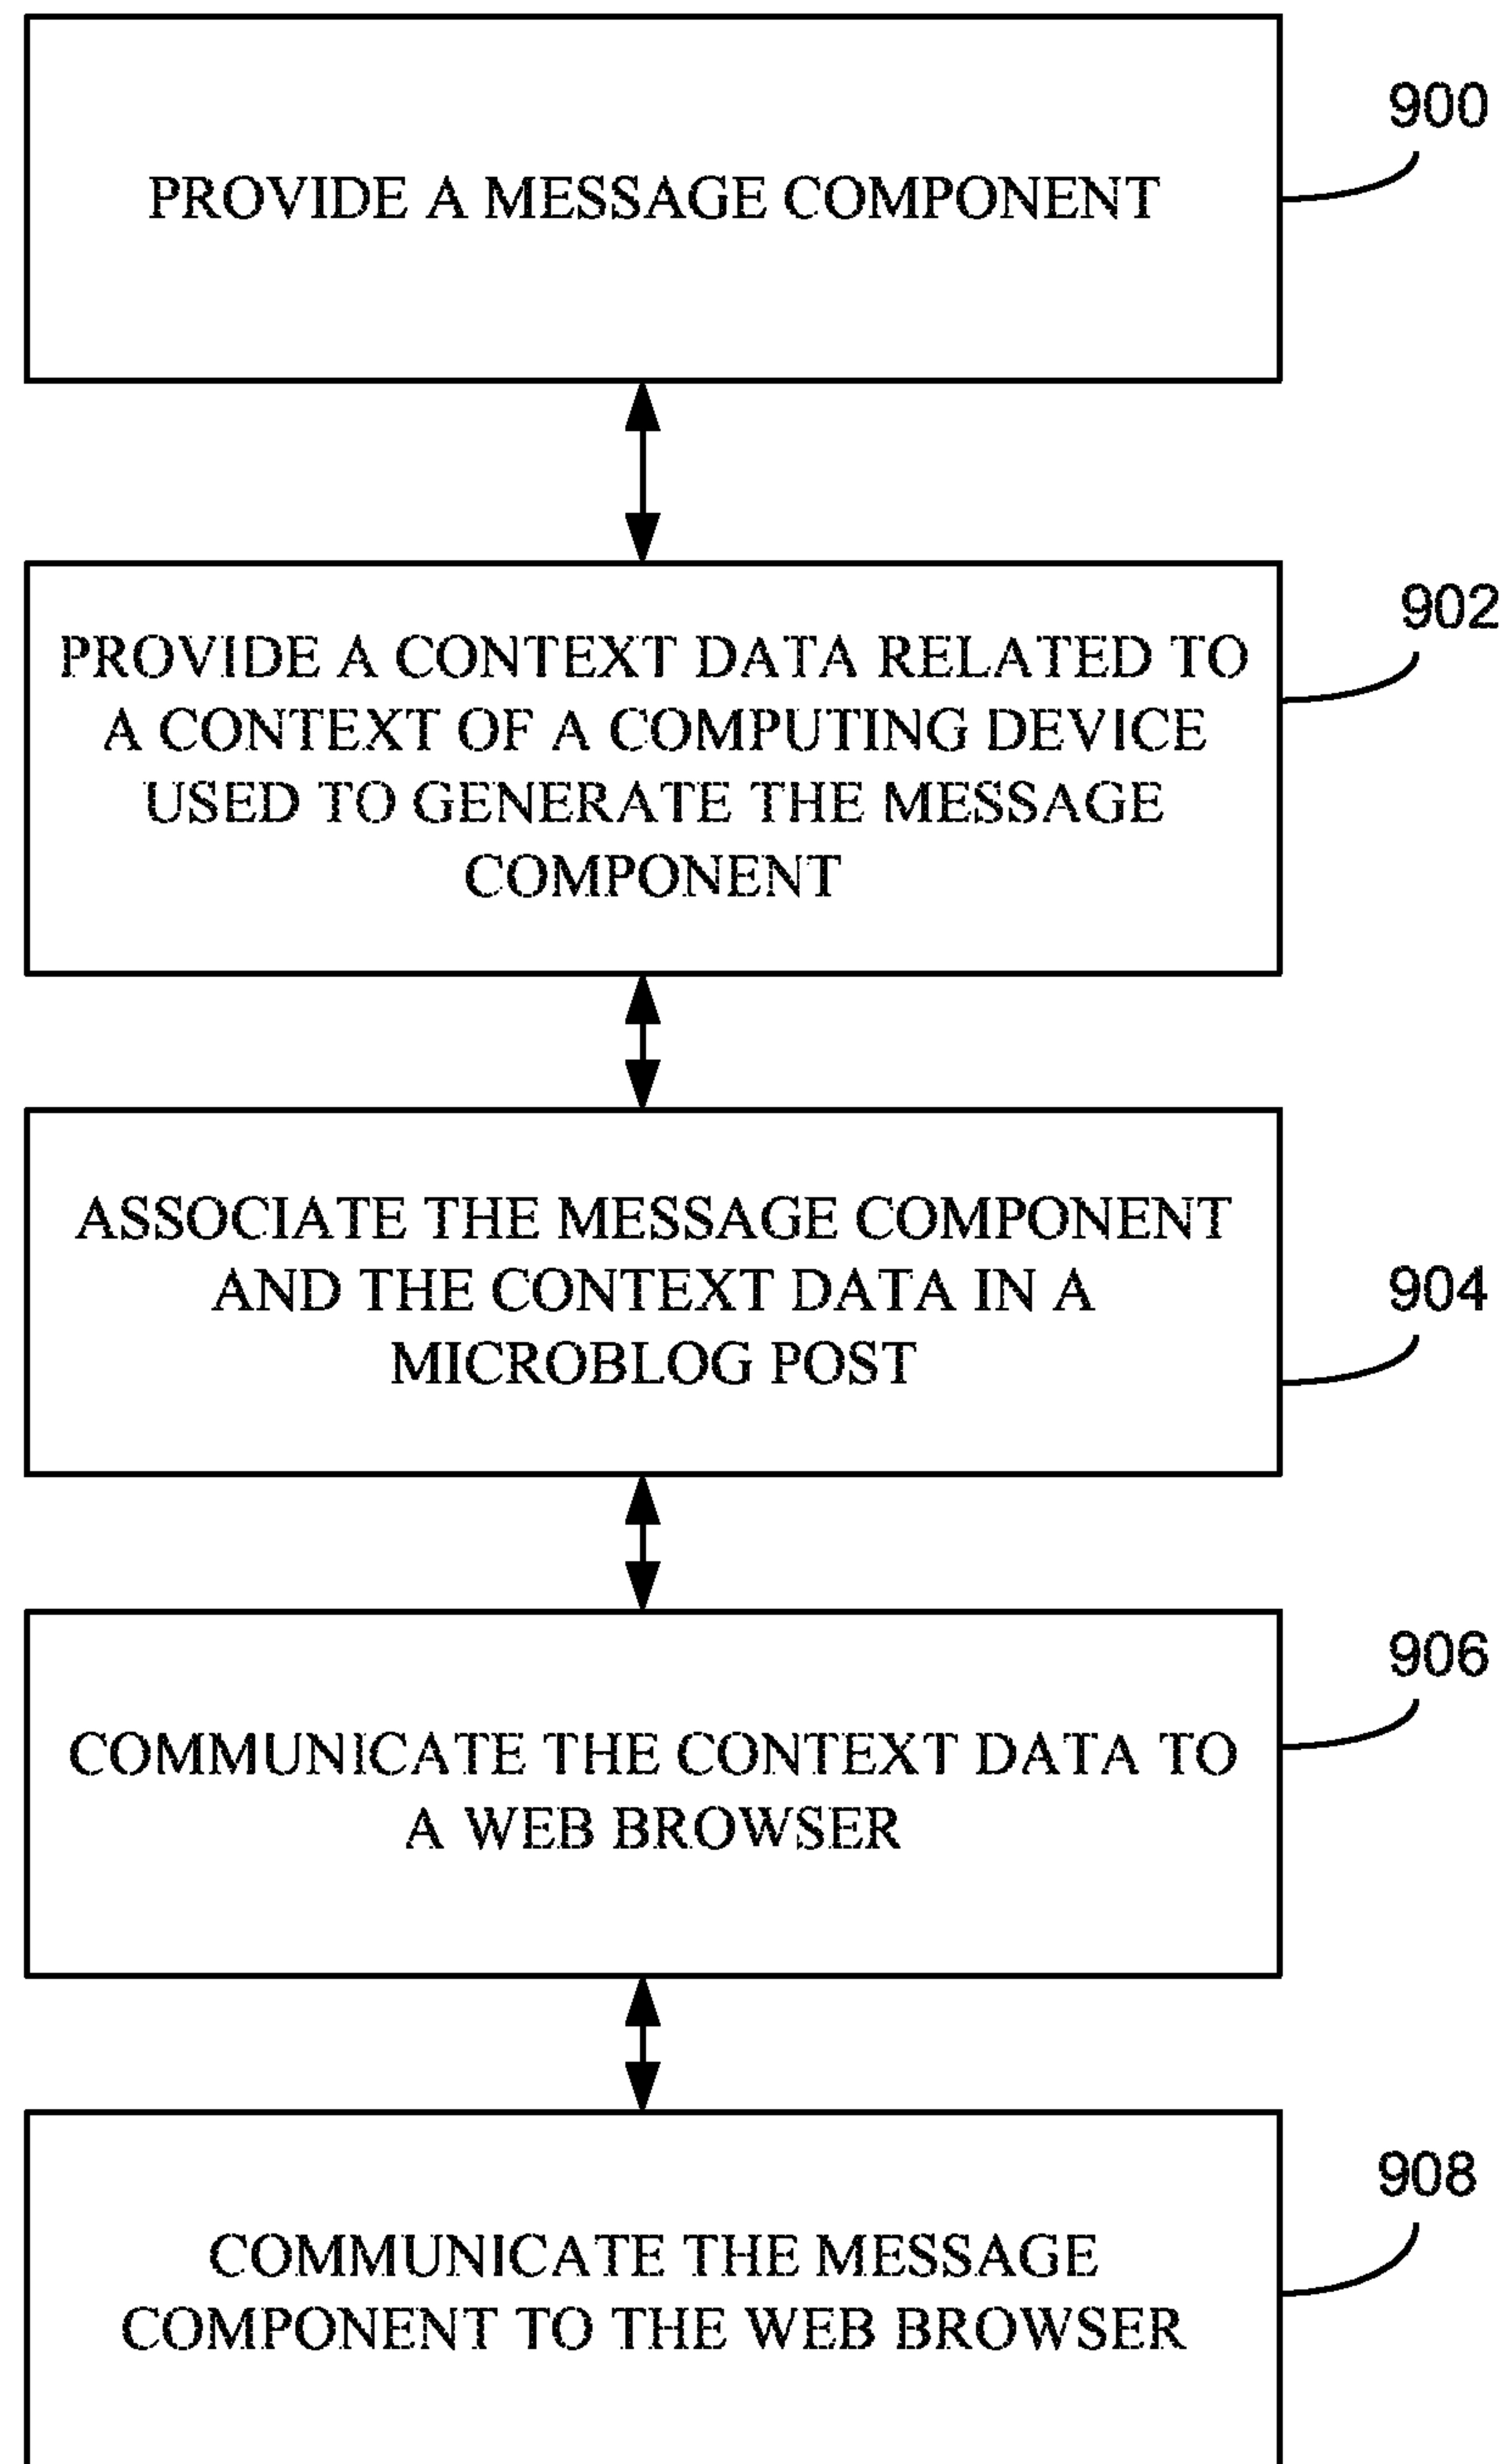 900
PROVIDE A MESSAGE COMPONENT
902
PROVIDE A CONTEXT DATA RELATED TO
A CONTEXT OF A COMPUTING DEVICE
USED TO GENERATE THE MESSAGE
COMPONENT
904
ASSOCIATE THE MESSAGE COMPONENT
AND THE CONTEXT DATA IN A
MICROBLOG POST
906
COMMUNICATE THE CONTEXT DATA TO
A WEB BROWSER
908
COMMUNICATE THE MESSAGE
COMPONENT TO THE WEB BROWSER